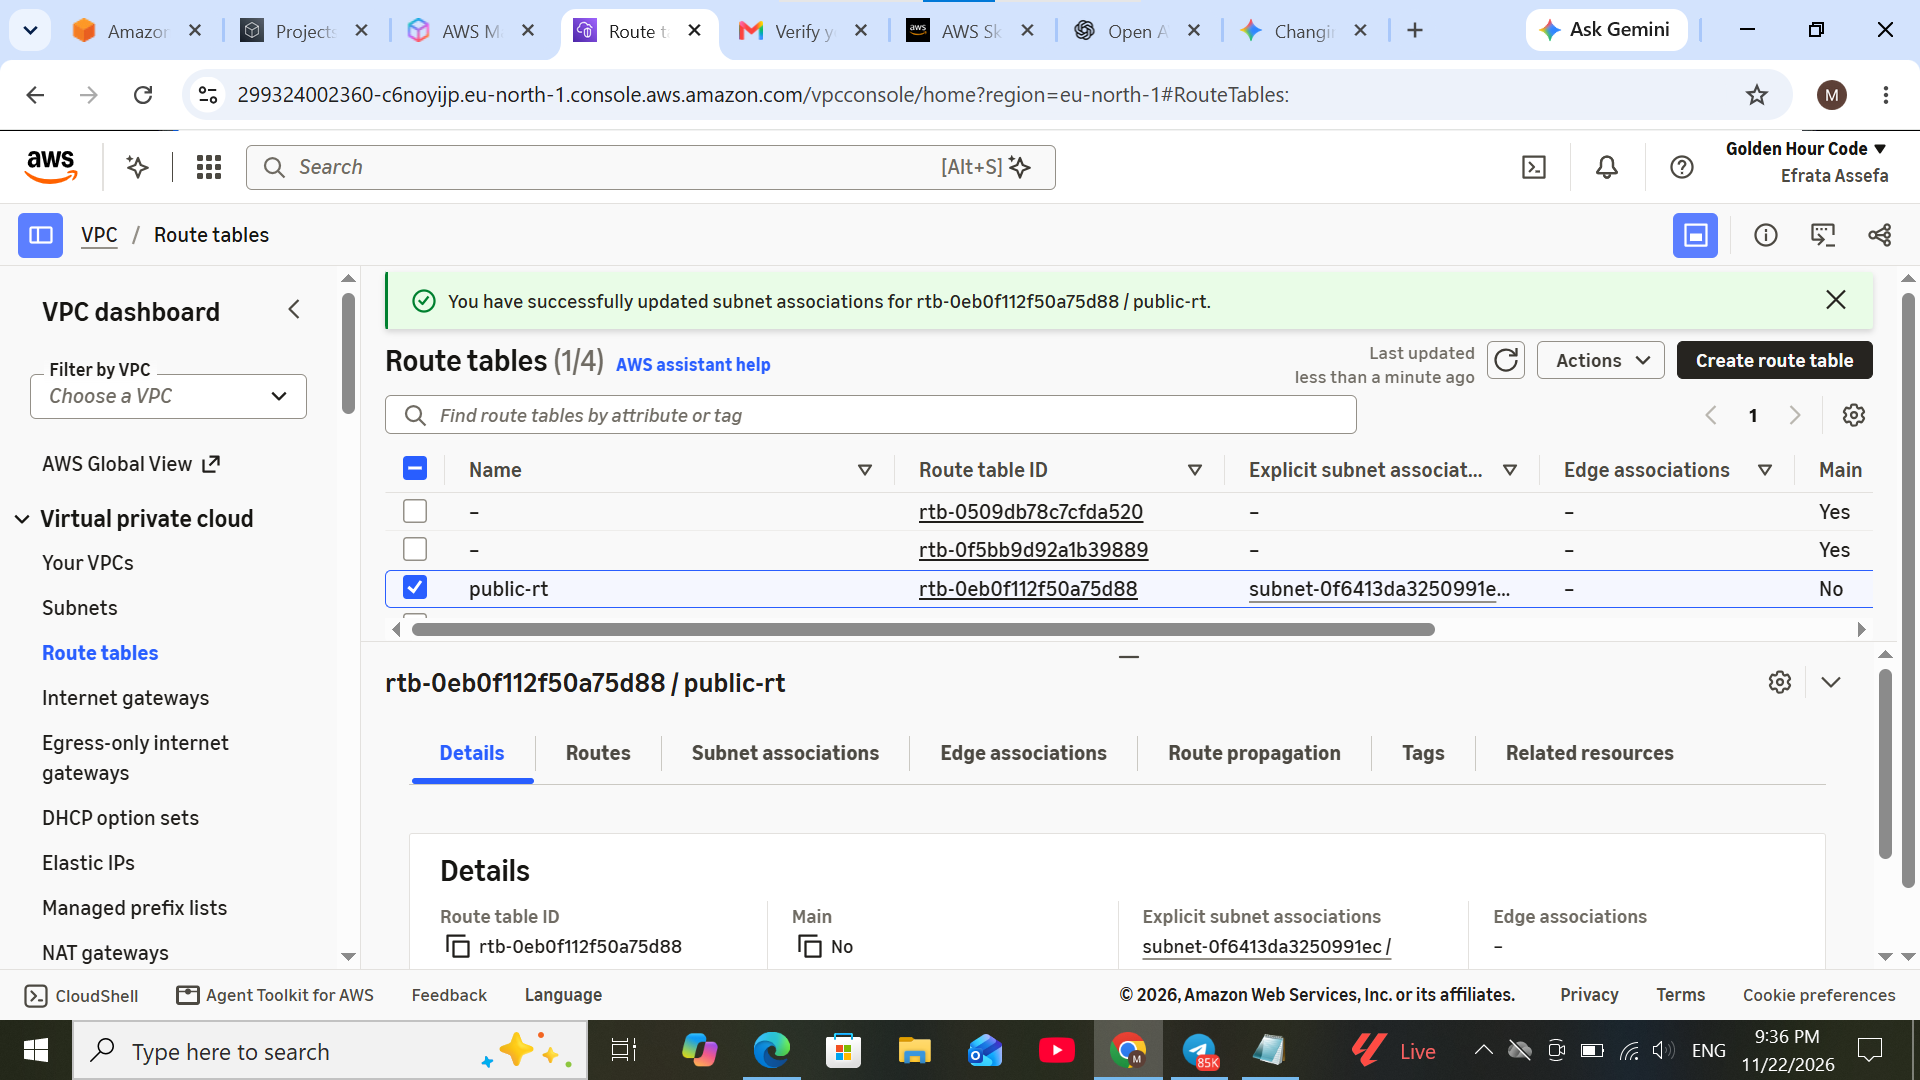 Amazor
Projects
AWS M
Route t
Verify y
AWS Sk
Open A
Changi
Ask Gemini
299324002360-c6noyijp.eu-north-1.console.aws.amazon.com/vpcconsole/home?region=eu-north-1#RouteTables:
M
aws
Search
[Alt+S]
Golden Hour Code
Efrata Assefa
VPC / Route tables
VPC dashboard
Filter by VPC
Choose a VPC
AWS Global View
Virtual private cloud
Your VPCs
Subnets
Route tables
Internet gateways
Egress-only internet
gateways
DHCP option sets
Elastic IPs
Managed prefix lists
NAT gateways
You have successfully updated subnet associations for rtb-0eb0f112f50a75d88 / public-rt.
Route tables (1/4) AWS assistant help
Last updated
less than a minute ago
Actions
Create route table
Find route tables by attribute or tag
1
Name Route table ID Explicit subnet associat... Edge associations Main
– rtb-0509db78c7cfda520 – – Yes
– rtb-0f5bb9d92a1b39889 – – Yes
public-rt rtb-0eb0f112f50a75d88 subnet-0f6413da3250991e... – No
rtb-0eb0f112f50a75d88 / public-rt
Details Routes Subnet associations Edge associations Route propagation Tags Related resources
Details
Route table ID
rtb-0eb0f112f50a75d88
Main
No
Explicit subnet associations
subnet-0f6413da3250991ec /
Edge associations
–
CloudShell Agent Toolkit for AWS Feedback Language
© 2026, Amazon Web Services, Inc. or its affiliates. Privacy Terms Cookie preferences
Type here to search
M
85K
Live
ENG
9:36 PM
11/22/2026